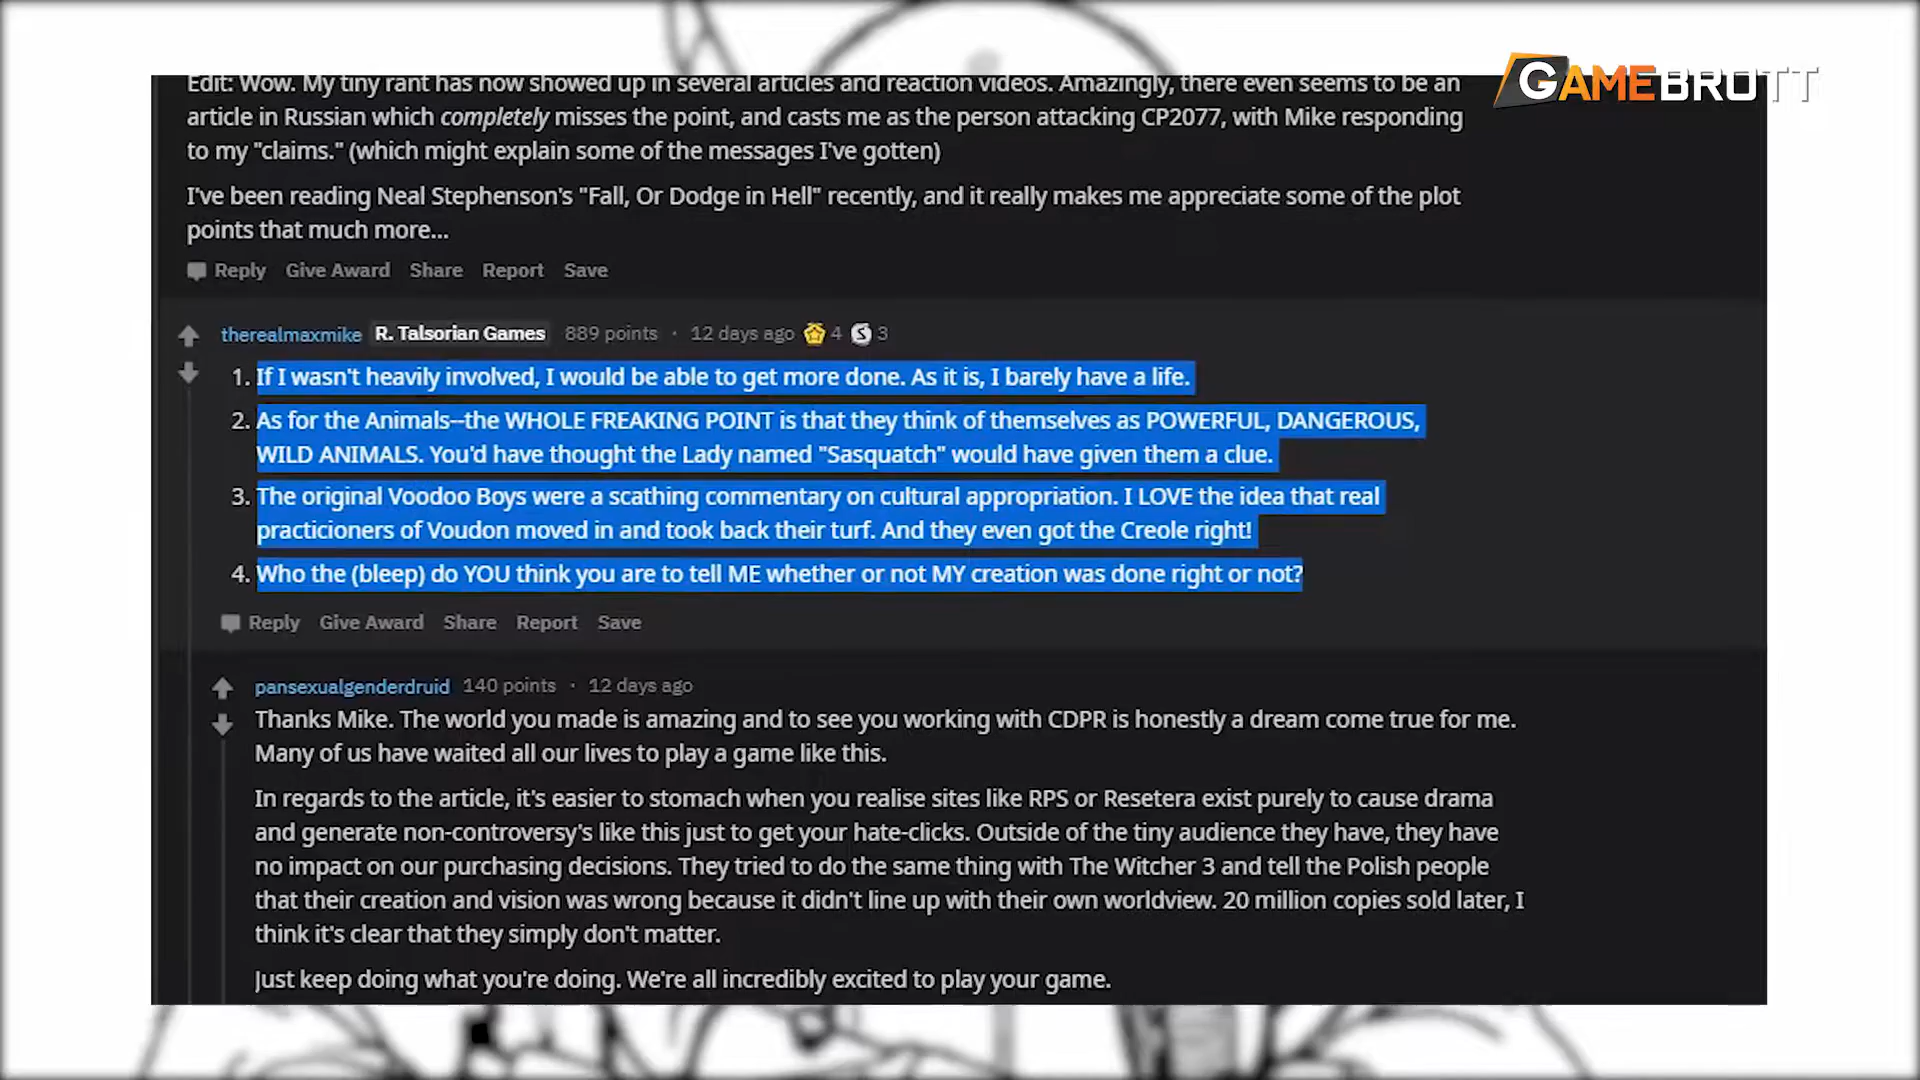 GAMEBROTT
Edit: Wow. My tiny rant has now showed up in several articles and reaction videos. Amazingly, there even seems to be an
article in Russian which completely misses the point, and casts me as the person attacking CP2077, with Mike responding
to my "claims." (which might explain some of the messages I've gotten)
I've been reading Neal Stephenson's "Fall, Or Dodge in Hell" recently, and it really makes me appreciate some of the plot
points that much more...
Reply Give Award Share Report Save
therealmaxmike R. Talsorian Games 889 points · 12 days ago 4 S 3
1. If I wasn't heavily involved, I would be able to get more done. As it is, I barely have a life.
2. As for the Animals--the WHOLE FREAKING POINT is that they think of themselves as POWERFUL, DANGEROUS,
WILD ANIMALS. You'd have thought the Lady named "Sasquatch" would have given them a clue.
3. The original Voodoo Boys were a scathing commentary on cultural appropriation. I LOVE the idea that real
practicioners of Voudon moved in and took back their turf. And they even got the Creole right!
4. Who the (bleep) do YOU think you are to tell ME whether or not MY creation was done right or not?
Reply Give Award Share Report Save
pansexualgenderdruid 140 points · 12 days ago
Thanks Mike. The world you made is amazing and to see you working with CDPR is honestly a dream come true for me.
Many of us have waited all our lives to play a game like this.
In regards to the article, it's easier to stomach when you realise sites like RPS or Resetera exist purely to cause drama
and generate non-controversy's like this just to get your hate-clicks. Outside of the tiny audience they have, they have
no impact on our purchasing decisions. They tried to do the same thing with The Witcher 3 and tell the Polish people
that their creation and vision was wrong because it didn't line up with their own worldview. 20 million copies sold later, I
think it's clear that they simply don't matter.
Just keep doing what you're doing. We're all incredibly excited to play your game.